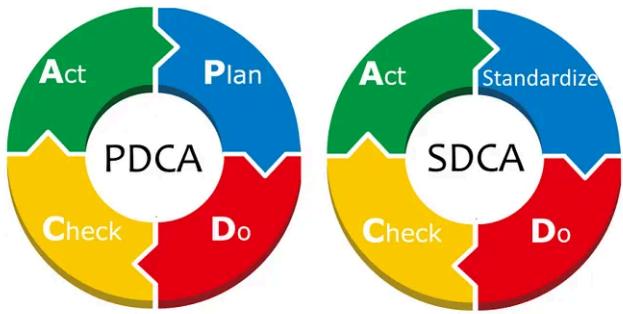 Act
Plan
PDCA
Check
Do
Act
Standardize
SDCA
Check
Do